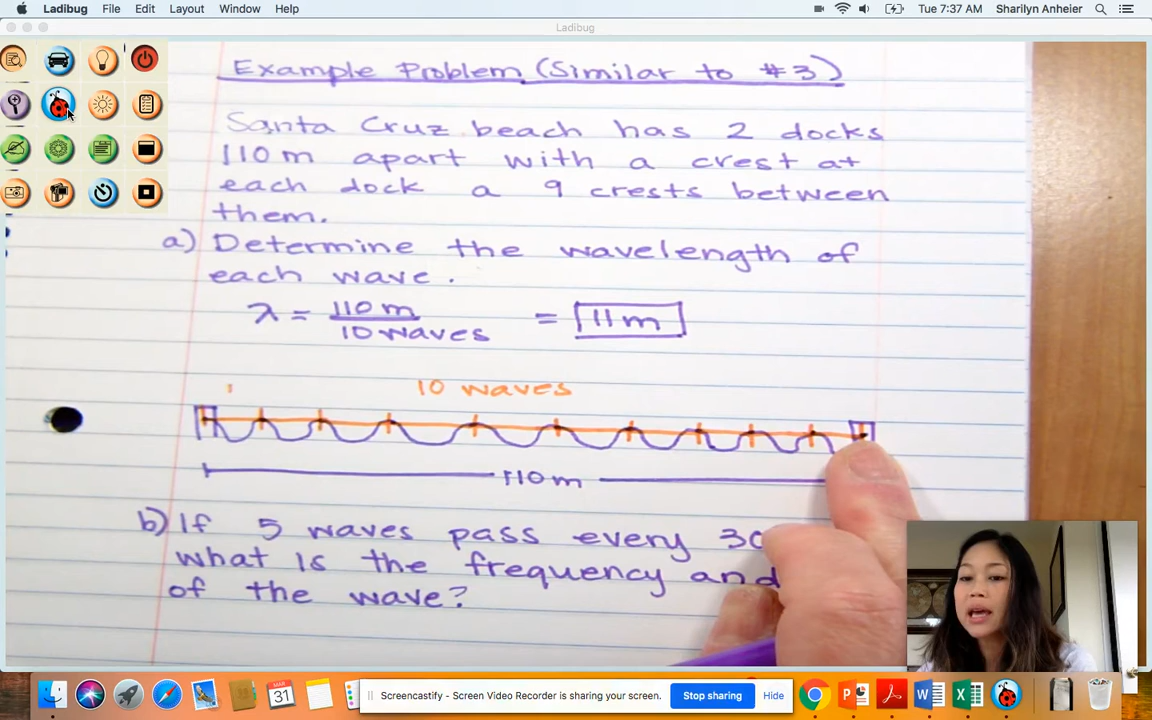 Ladibug File Edit Layout Window Help Tue 7:37 AM Sharilyn Anheier
Ladibug
Example Problem (Similar to #3)
Santa Cruz beach has 2 docks
110 m apart with a crest at
each dock a 9 crests between
them.
a) Determine the wavelength of
each wave.
λ = 110 m / 10 waves = 11 m
10 waves
110 m
b) If 5 waves pass every 30
what is the frequency and
of the wave?
MAR
31
Screencastify - Screen Video Recorder is sharing your screen. Stop sharing Hide
P W X